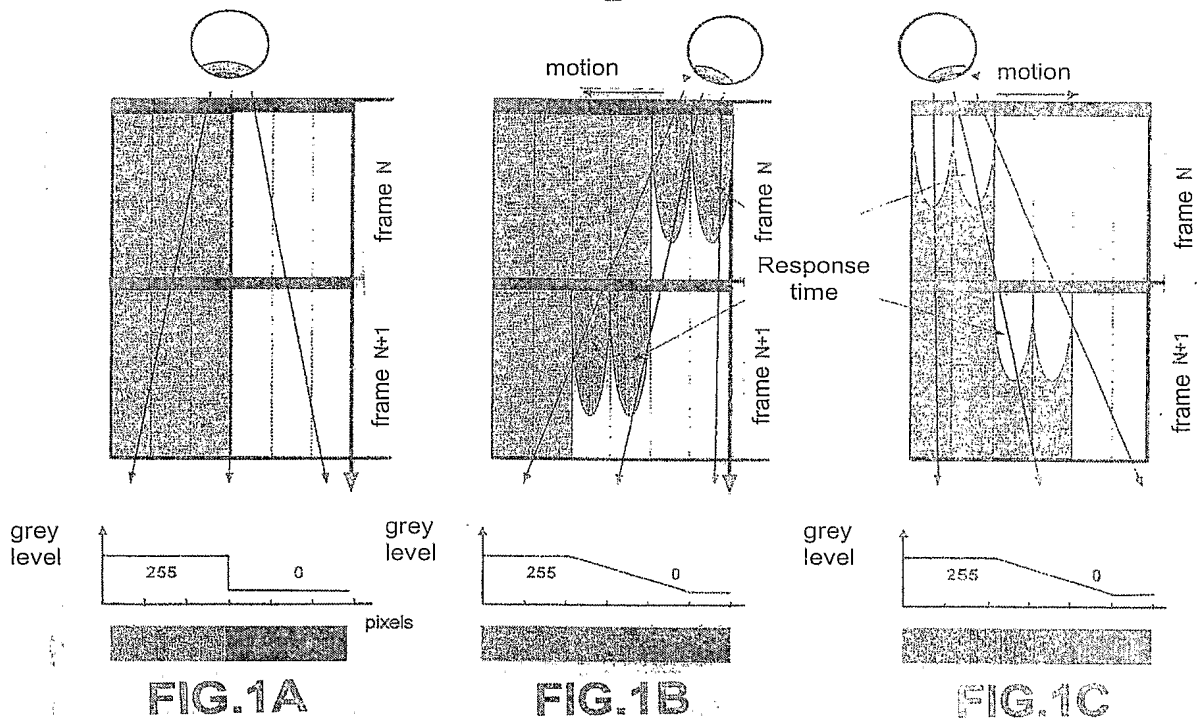 motion
motion
frame N
frame N
frame N
Response
time
frame N+1
frame N+1
frame N+1
grey
level
255
0
pixels
grey
level
255
0
grey
level
255
0
FIG.1A
FIG.1B
FIG.1C